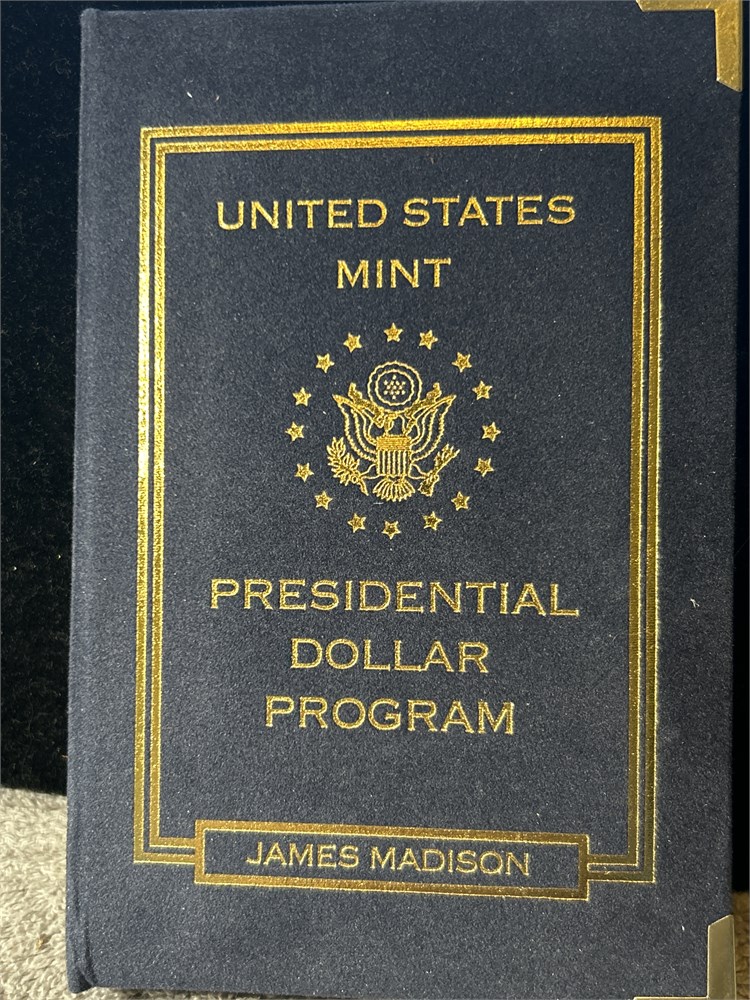 UNITED STATES
MINT
PRESIDENTIAL
DOLLAR
PROGRAM
JAMES MADISON